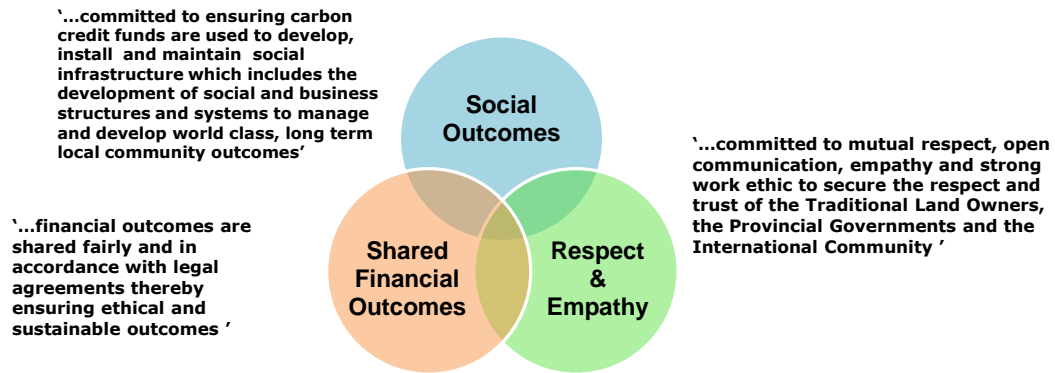 ‘…committed to ensuring carbon
credit funds are used to develop,
install and maintain social
infrastructure which includes the
development of social and business
structures and systems to manage
and develop world class, long term
local community outcomes’
Social
Outcomes
‘…committed to mutual respect, open
communication, empathy and strong
work ethic to secure the respect and
trust of the Traditional Land Owners,
the Provincial Governments and the
International Community ’
‘…financial outcomes are
shared fairly and in
accordance with legal
agreements thereby
ensuring ethical and
sustainable outcomes ’
Shared
Financial
Outcomes
Respect
&
Empathy